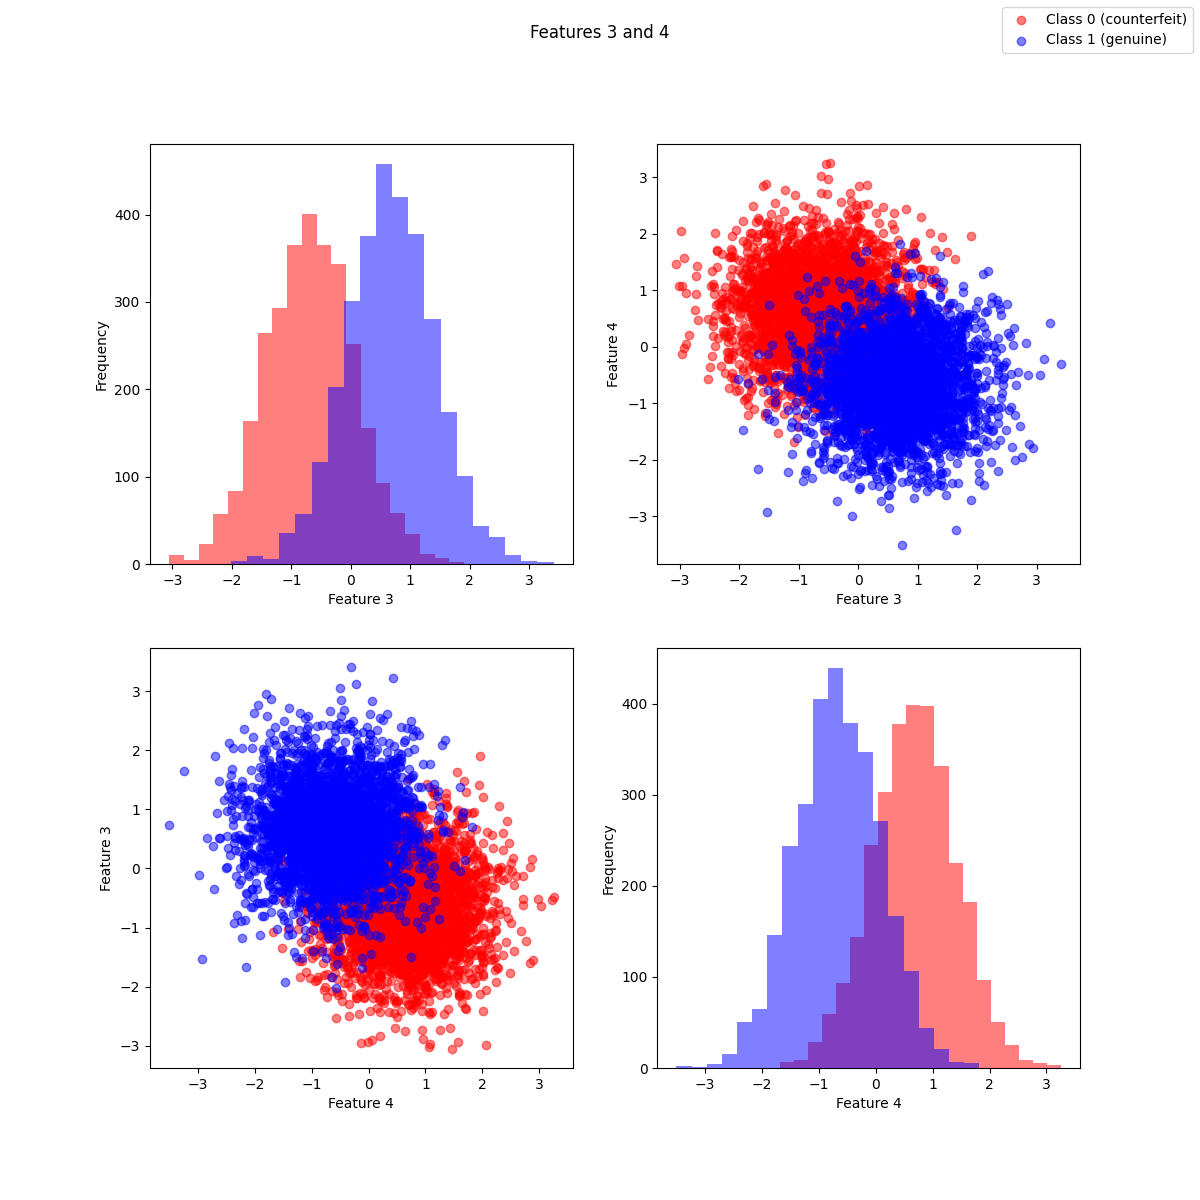 Features 3 and 4
Class 0 (counterfeit)
Class 1 (genuine)
400
300
200
100
0
Frequency
−3 −2 −1 0 1 2 3
Feature 3
3
2
1
0
−1
−2
−3
Feature 4
−3 −2 −1 0 1 2 3
Feature 3
3
2
1
0
−1
−2
−3
Feature 3
−3 −2 −1 0 1 2 3
Feature 4
400
300
200
100
0
Frequency
−3 −2 −1 0 1 2 3
Feature 4